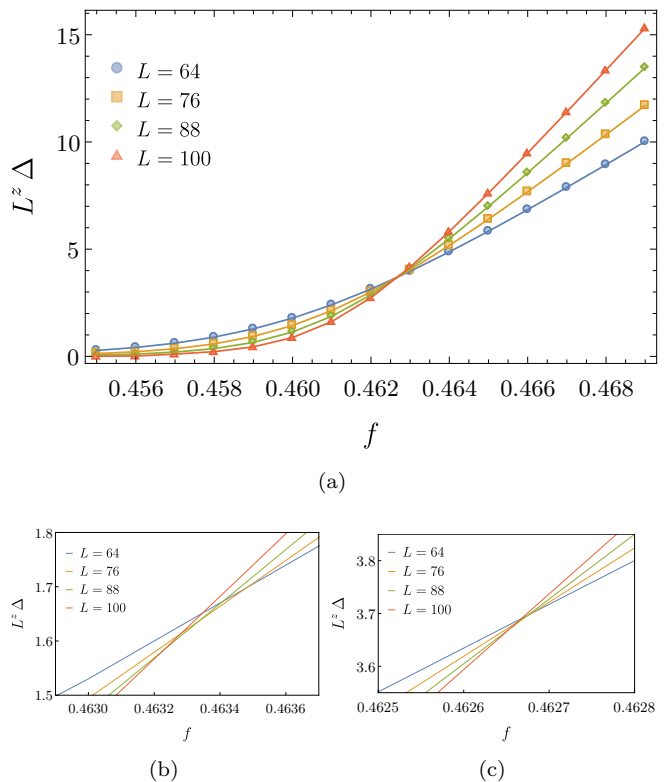 15
10
5
0
L^z Δ
L = 64
L = 76
L = 88
L = 100
0.456 0.458 0.460 0.462 0.464 0.466 0.468
f
(a)
1.8
1.7
1.6
1.5
L^z Δ
L = 64
L = 76
L = 88
L = 100
0.4630 0.4632 0.4634 0.4636
f
(b)
3.8
3.7
3.6
L^z Δ
L = 64
L = 76
L = 88
L = 100
0.4625 0.4626 0.4627 0.4628
f
(c)